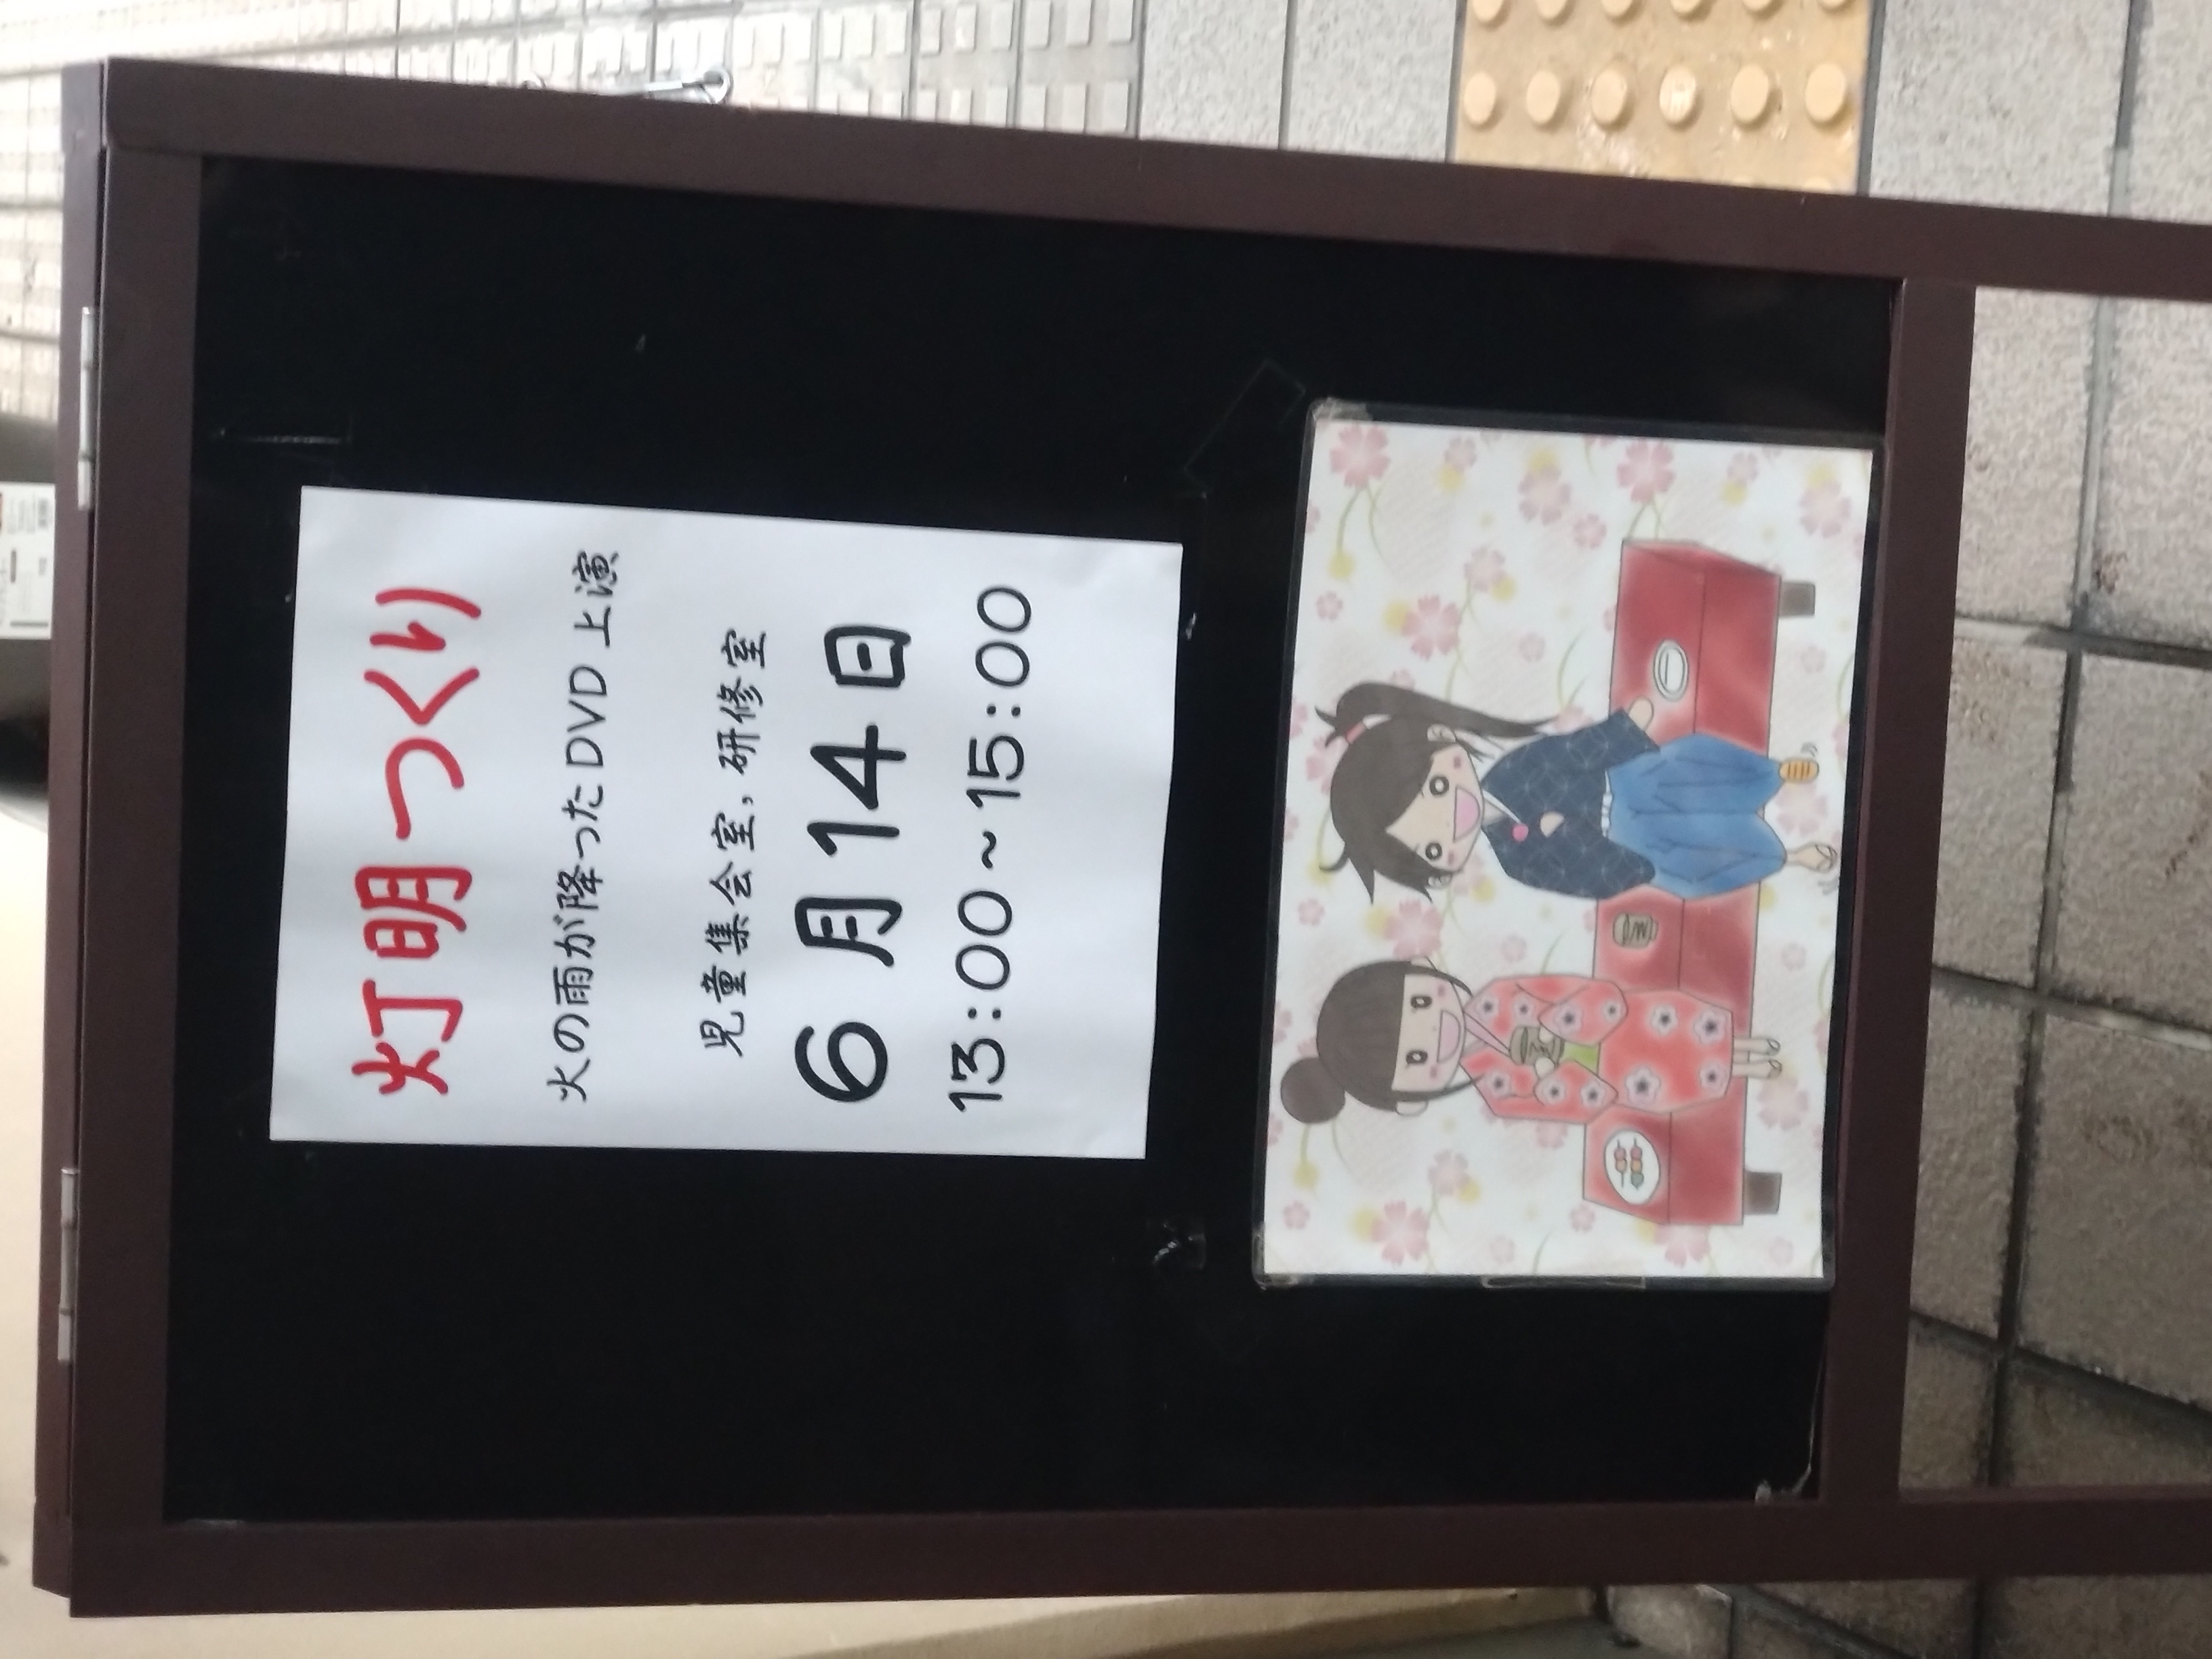 灯明つくり
火の雨が降ったDVD上演
児童集会室,研修室
6月14日
13:00~15:00